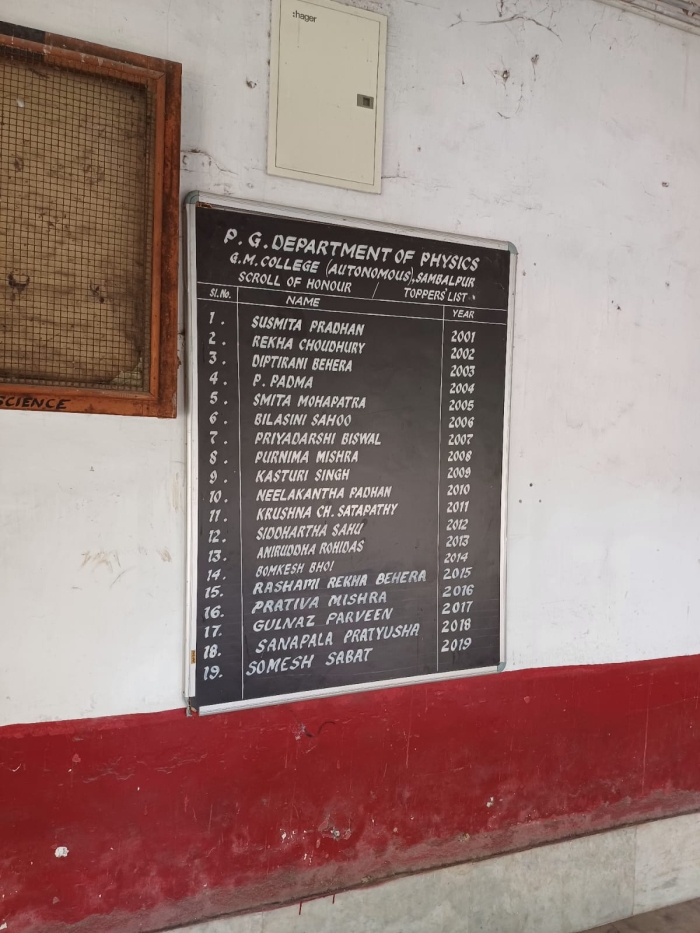 :hager
P. G. DEPARTMENT OF PHYSICS
G.M. COLLEGE (AUTONOMOUS), SAMBALPUR
SCROLL OF HONOUR / TOPPERS' LIST
Sl. No. NAME YEAR
1. SUSMITA PRADHAN 2001
2. REKHA CHOUDHURY 2002
3. DIPTIRANI BEHERA 2003
4. P. PADMA 2004
5. SMITA MOHAPATRA 2005
6. BILASINI SAHOO 2006
7. PRIYADARSHI BISWAL 2007
8. PURNIMA MISHRA 2008
9. KASTURI SINGH 2009
10. NEELAKANTHA PADHAN 2010
11. KRUSHNA CH. SATAPATHY 2011
12. SIDDHARTHA SAHU 2012
13. ANIRUDDHA ROHIDAS 2013
14. BOMKESH BHOI 2014
15. RASHAMI REKHA BEHERA 2015
16. PRATIVA MISHRA 2016
17. GULNAZ PARVEEN 2017
18. SANAPALA PRATYUSHA 2018
19. SOMESH SABAT 2019
SCIENCE